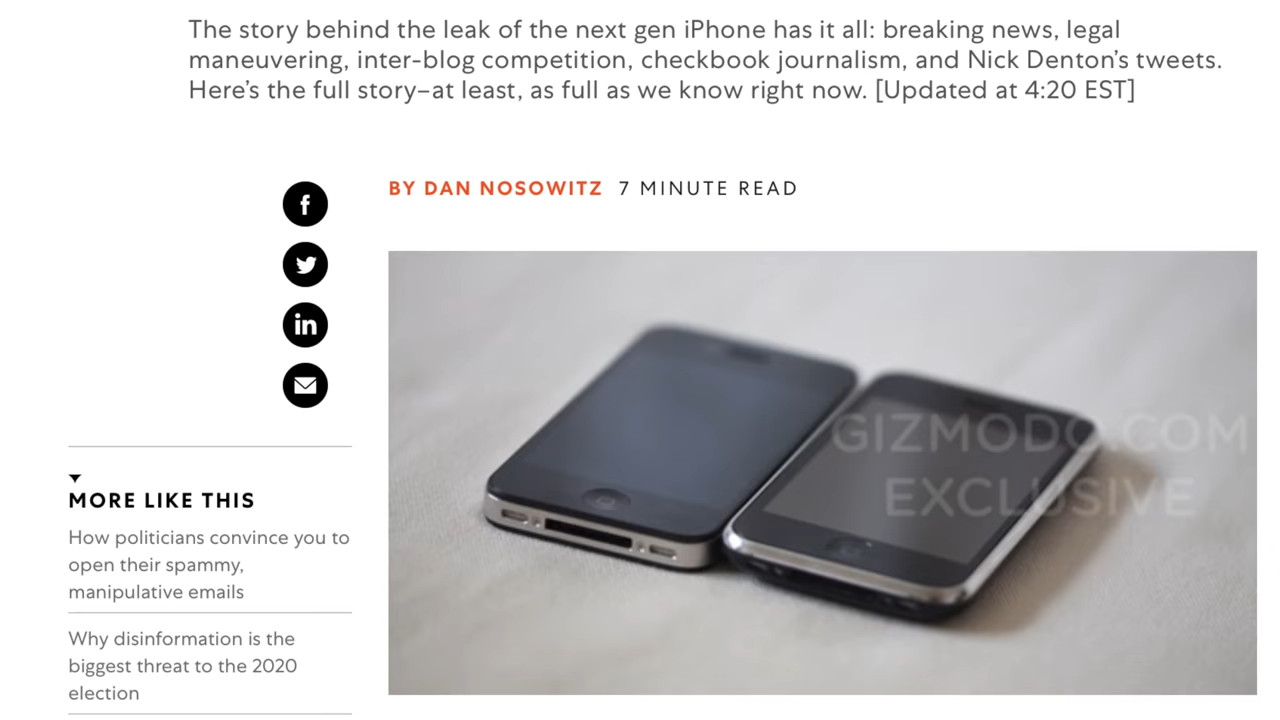 The story behind the leak of the next gen iPhone has it all: breaking news, legal
maneuvering, inter-blog competition, checkbook journalism, and Nick Denton’s tweets.
Here’s the full story–at least, as full as we know right now. [Updated at 4:20 EST]
BY DAN NOSOWITZ 7 MINUTE READ
f
in
GIZMODO.COM
EXCLUSIVE
MORE LIKE THIS
How politicians convince you to
open their spammy,
manipulative emails
Why disinformation is the
biggest threat to the 2020
election